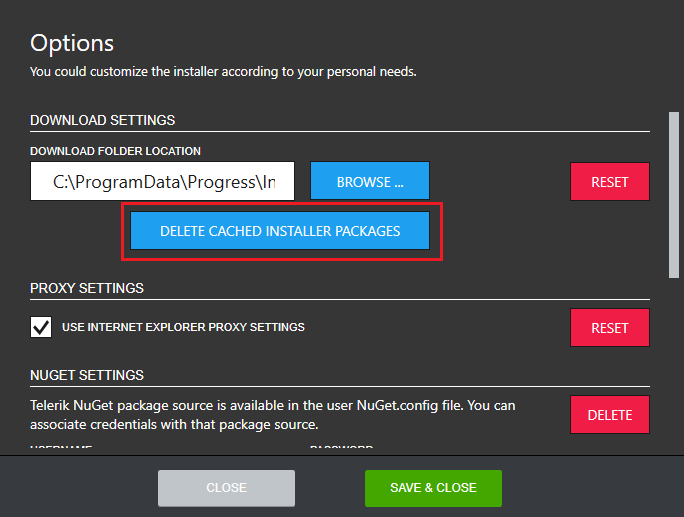 Options
You could customize the installer according to your personal needs.
DOWNLOAD SETTINGS
DOWNLOAD FOLDER LOCATION
C:\ProgramData\Progress\In
BROWSE ...
RESET
DELETE CACHED INSTALLER PACKAGES
PROXY SETTINGS
USE INTERNET EXPLORER PROXY SETTINGS
RESET
NUGET SETTINGS
Telerik NuGet package source is available in the user NuGet.config file. You can
associate credentials with that package source.
DELETE
USERNAME
PASSWORD
CLOSE
SAVE & CLOSE